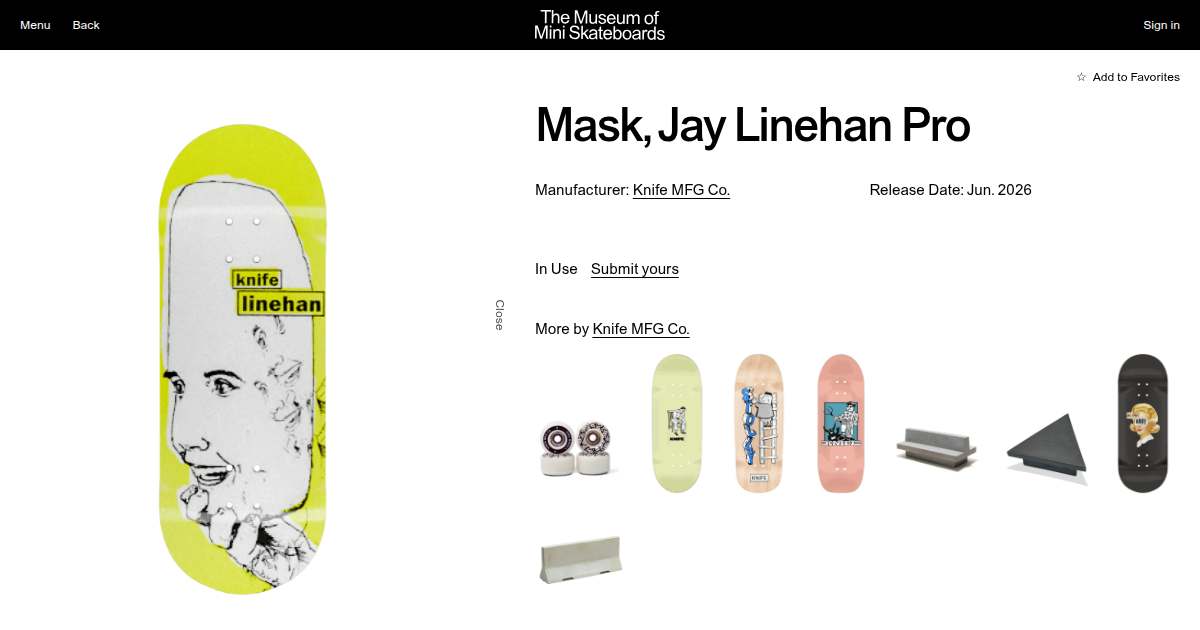 Menu
Back
The Museum of
Mini Skateboards
Sign in
☆ Add to Favorites
Mask, Jay Linehan Pro
Manufacturer: Knife MFG Co.
Release Date: Jun. 2026
knife
linehan
In Use Submit yours
Close
More by Knife MFG Co.
KNIFE